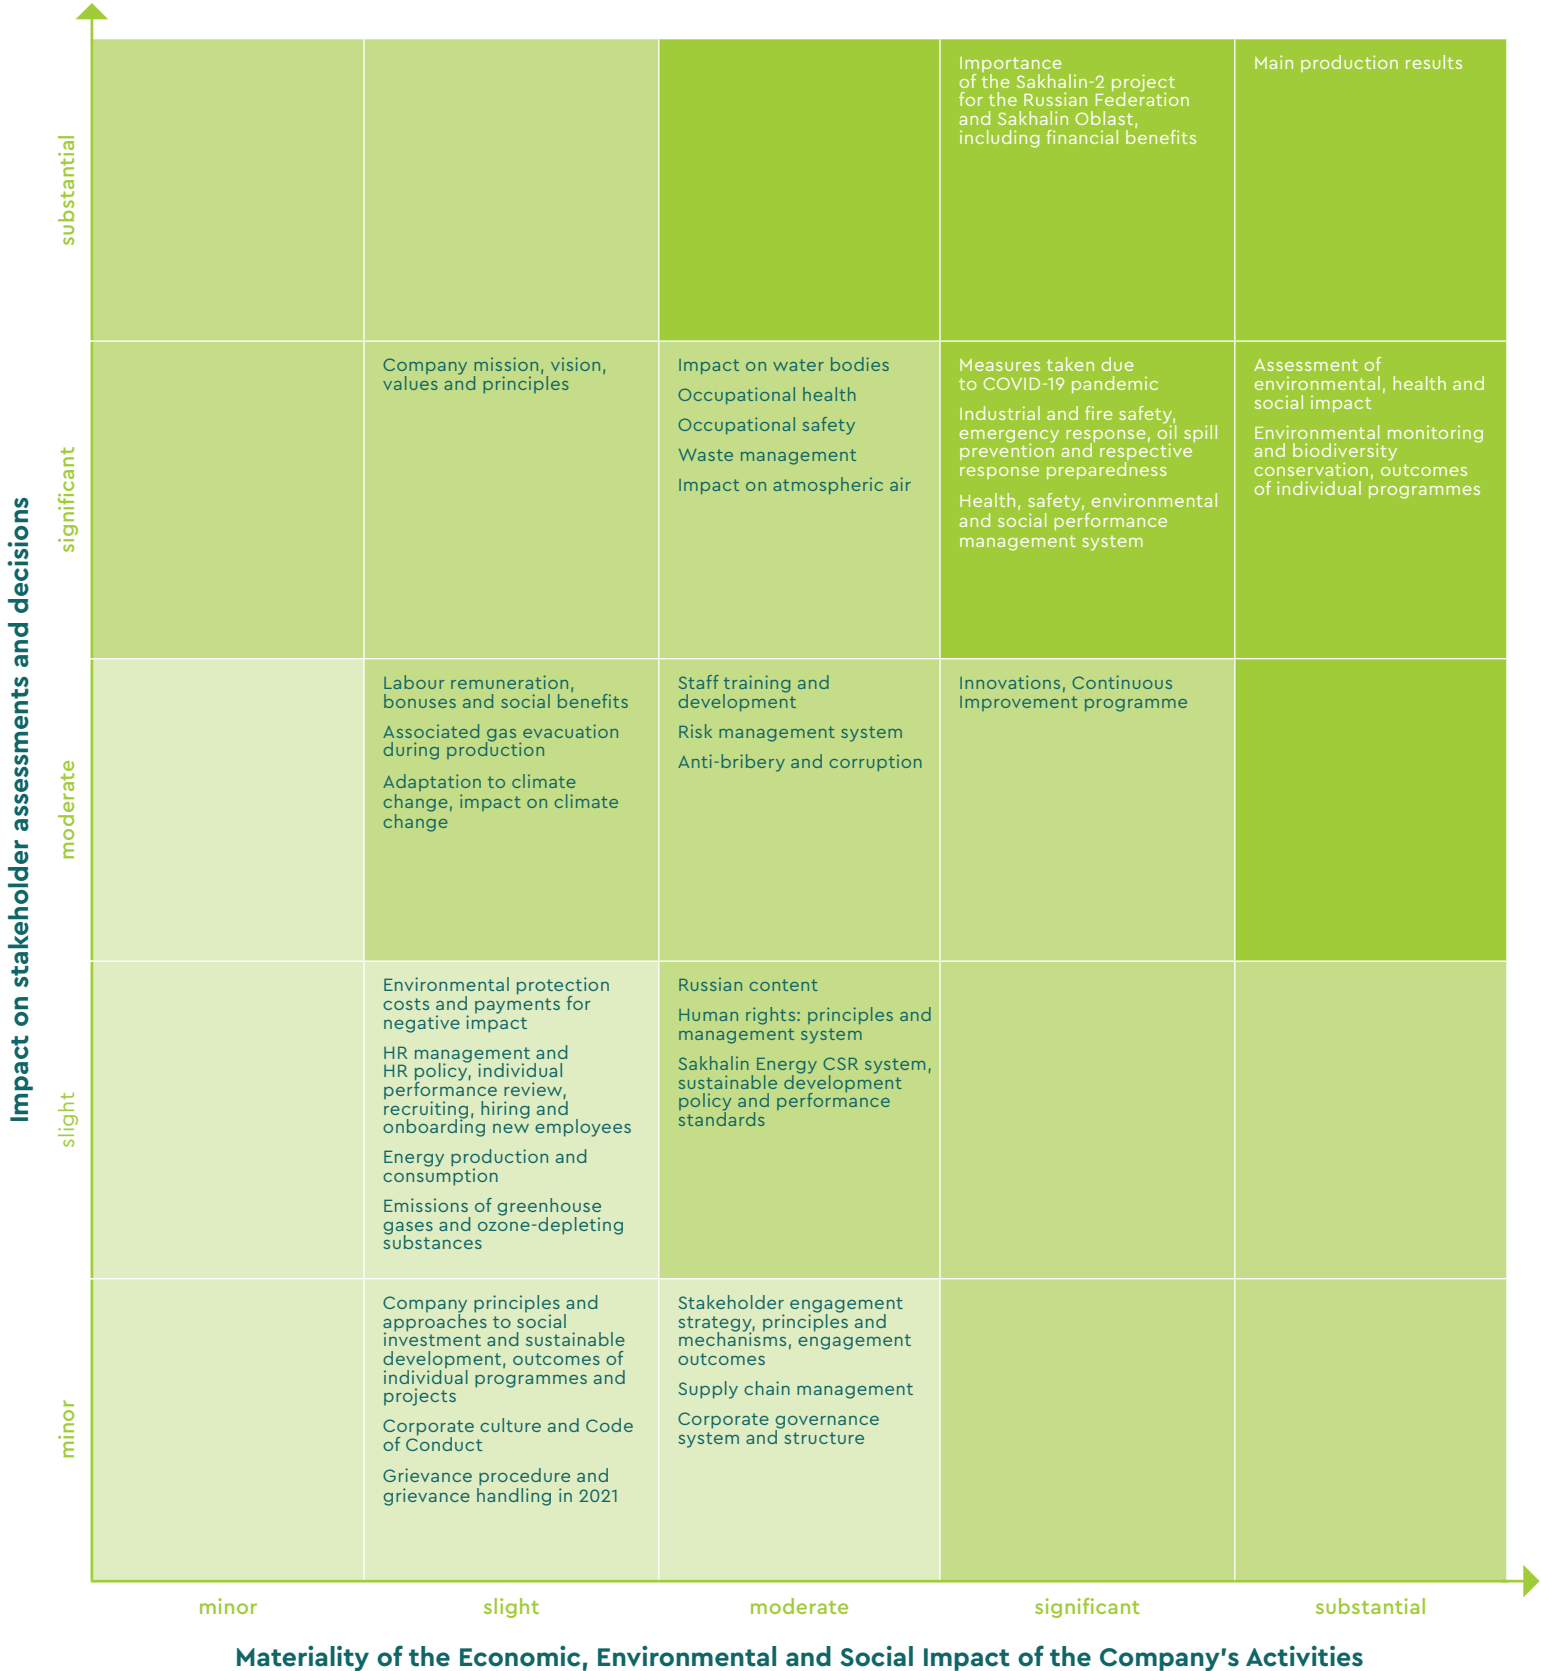 Impact on stakeholder assessments and decisions
substantial
Importance
of the Sakhalin-2 project
for the Russian Federation
and Sakhalin Oblast,
including financial benefits
Main production results
significant
Company mission, vision,
values and principles
Impact on water bodies
Occupational health
Occupational safety
Waste management
Impact on atmospheric air
Measures taken due
to COVID-19 pandemic
Industrial and fire safety,
emergency response, oil spill
prevention and respective
response preparedness
Health, safety, environmental
and social performance
management system
Assessment of
environmental, health and
social impact
Environmental monitoring
and biodiversity
conservation, outcomes
of individual programmes
moderate
Labour remuneration,
bonuses and social benefits
Associated gas evacuation
during production
Adaptation to climate
change, impact on climate
change
Staff training and
development
Risk management system
Anti-bribery and corruption
Innovations, Continuous
Improvement programme
slight
Environmental protection
costs and payments for
negative impact
HR management and
HR policy, individual
performance review,
recruiting, hiring and
onboarding new employees
Energy production and
consumption
Emissions of greenhouse
gases and ozone-depleting
substances
Russian content
Human rights: principles and
management system
Sakhalin Energy CSR system,
sustainable development
policy and performance
standards
minor
Company principles and
approaches to social
investment and sustainable
development, outcomes of
individual programmes and
projects
Corporate culture and Code
of Conduct
Grievance procedure and
grievance handling in 2021
Stakeholder engagement
strategy, principles and
mechanisms, engagement
outcomes
Supply chain management
Corporate governance
system and structure
minor
slight
moderate
significant
substantial
Materiality of the Economic, Environmental and Social Impact of the Company’s Activities